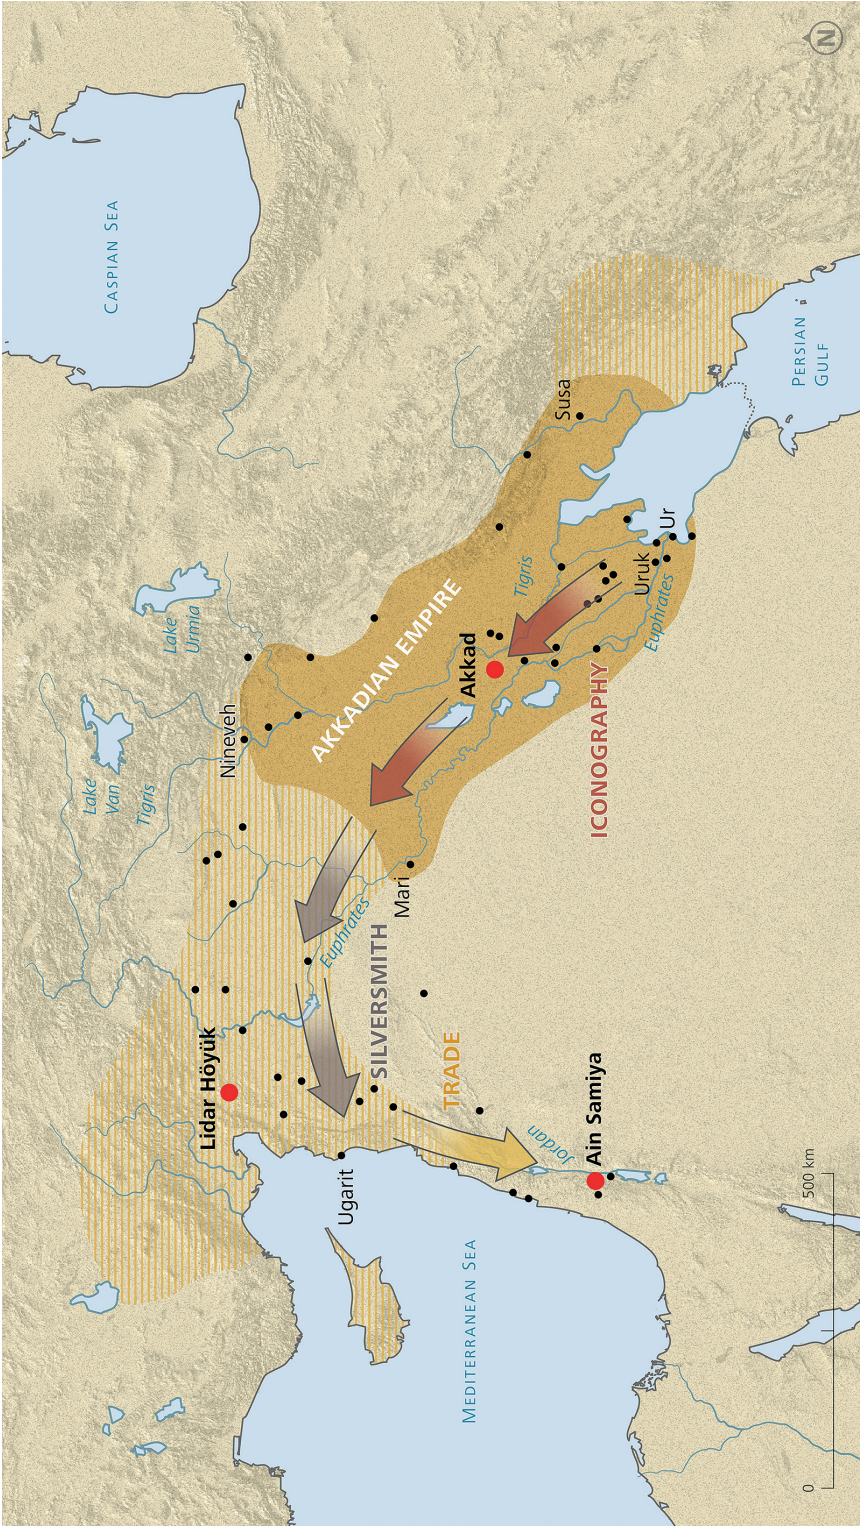 N
CASPIAN SEA
Lake
Van
Lake
Urmia
Tigris
Nineveh
Lidar Höyük
AKKADIAN EMPIRE
Euphrates
Mari
SILVERSMITH
Ugarit
TRADE
Akkad
Tigris
Susa
MEDITERRANEAN SEA
Jordan
Ain Samiya
ICONOGRAPHY
Uruk
Euphrates
Ur
PERSIAN
GULF
0
500 km